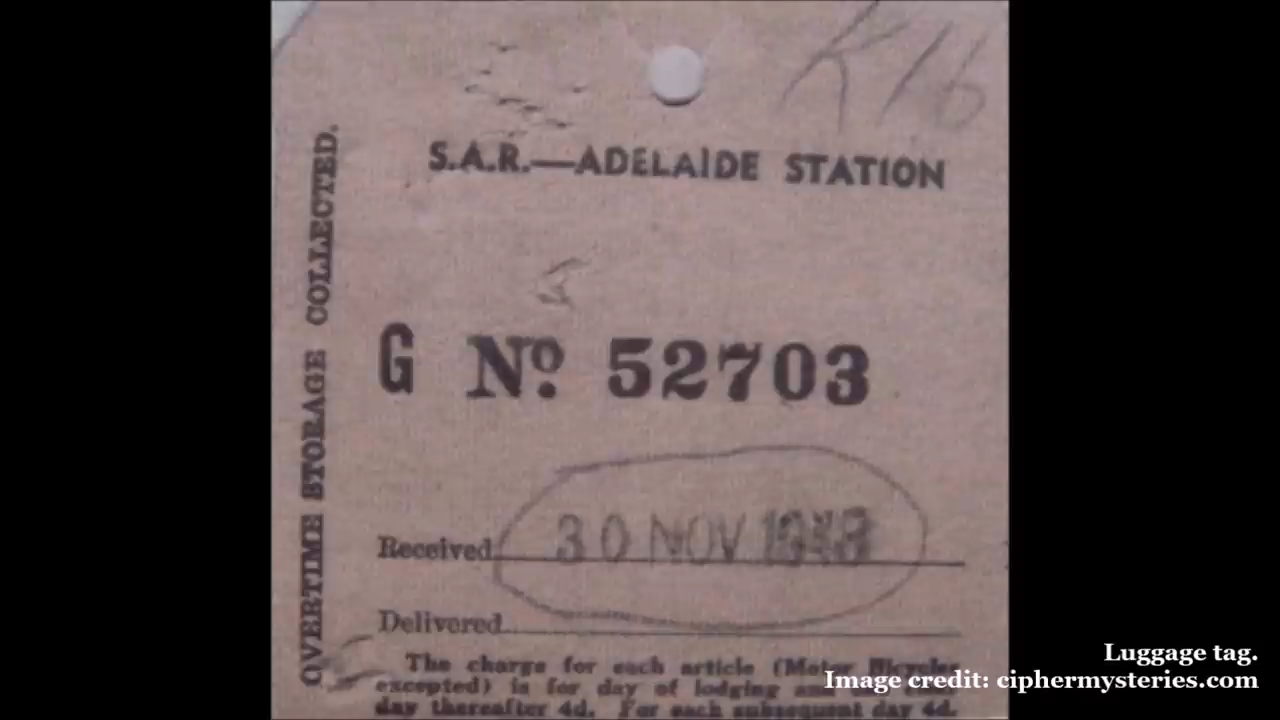 K16
S.A.R.—ADELAIDE STATION
OVERTIME STORAGE COLLECTED.
G Nº 52703
Received 30 NOV 1948
Delivered
The charge for each article (Motor Bicycles
excepted) is for day of lodging and
day thereafter 4d. For each subsequent day 4d.
Luggage tag.
Image credit: ciphermysteries.com